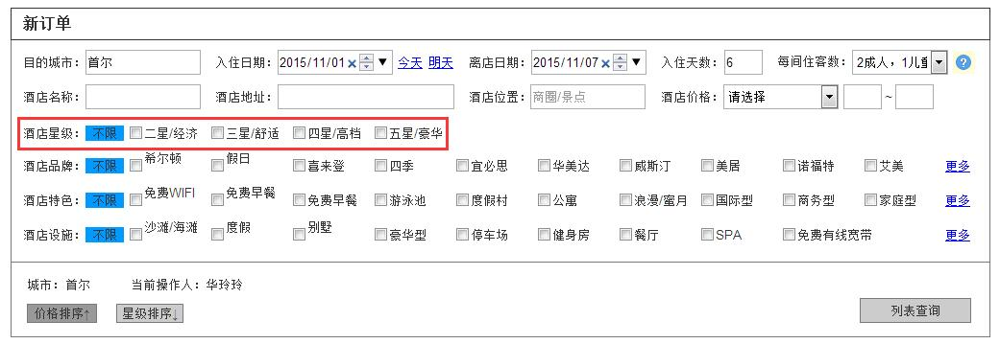 新订单
目的城市：首尔 入住日期：2015/11/01 今天 明天 离店日期：2015/11/07 入住天数：6 每间住客数：2成人，1儿童 ?
酒店名称： 酒店地址： 酒店位置：商圈/景点 酒店价格：请选择 ~
酒店星级：不限 二星/经济 三星/舒适 四星/高档 五星/豪华
酒店品牌：不限 希尔顿 假日 喜来登 四季 宜必思 华美达 威斯汀 美居 诺福特 艾美 更多
酒店特色：不限 免费WIFI 免费早餐 免费早餐 游泳池 度假村 公寓 浪漫/蜜月 国际型 商务型 家庭型 更多
酒店设施：不限 沙滩/海滩 度假 别墅 豪华型 停车场 健身房 餐厅 SPA 免费有线宽带 更多
城市：首尔 当前操作人：华玲玲
价格排序↑ 星级排序↓ 列表查询